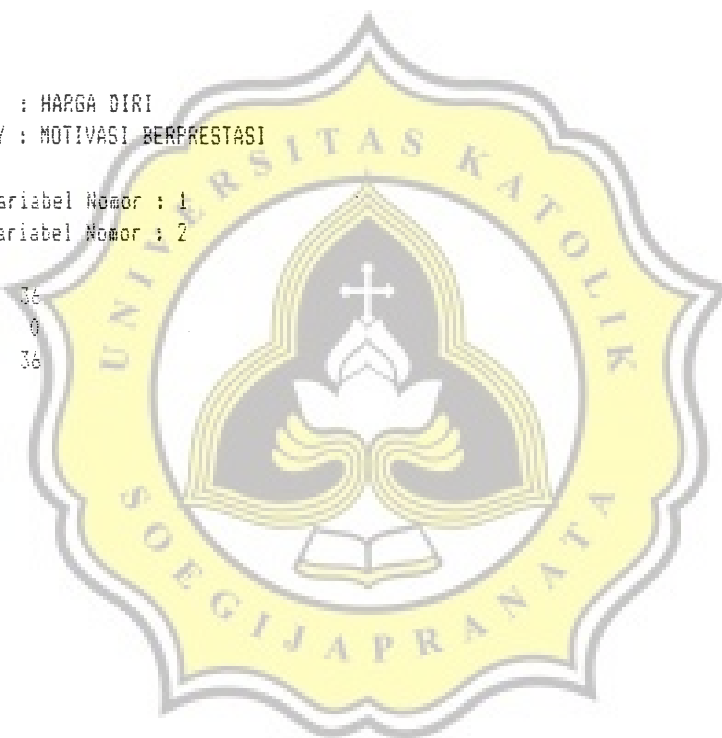 : HARGA DIRI
Y : MOTIVASI BERPRESTASI
ariabel Nomor : 1
ariabel Nomor : 2
36
0
36
UNIVERSITAS KATOLIK
SOEGIJAPRANATA